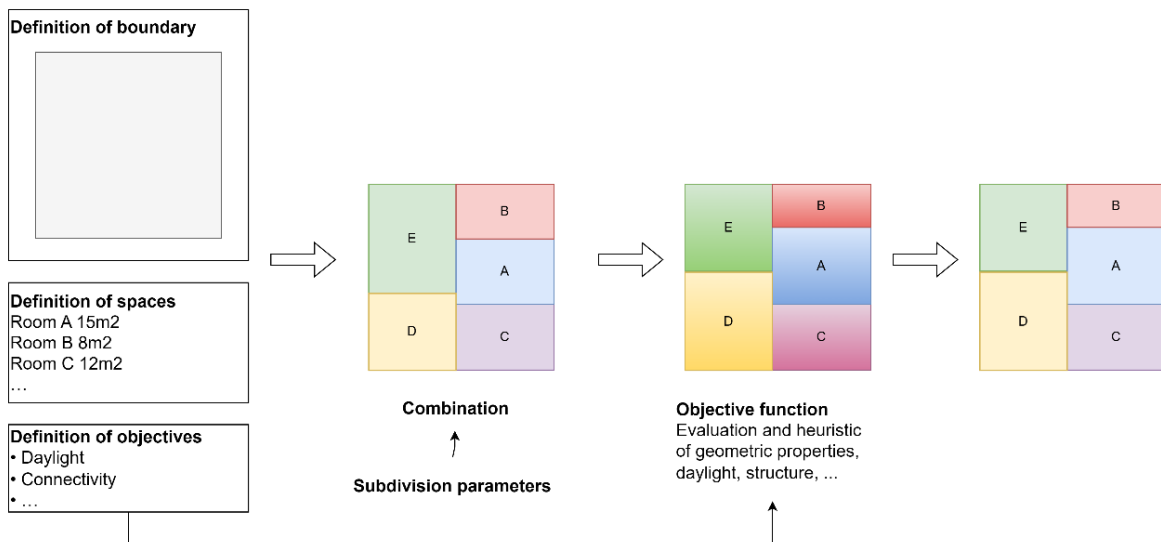 Definition of boundary
Definition of spaces
Room A 15m2
Room B 8m2
Room C 12m2
…
Definition of objectives
• Daylight
• Connectivity
• …
E
B
A
D
C
Combination
Subdivision parameters
E
B
A
D
C
Objective function
Evaluation and heuristic
of geometric properties,
daylight, structure, ...
E
B
A
D
C